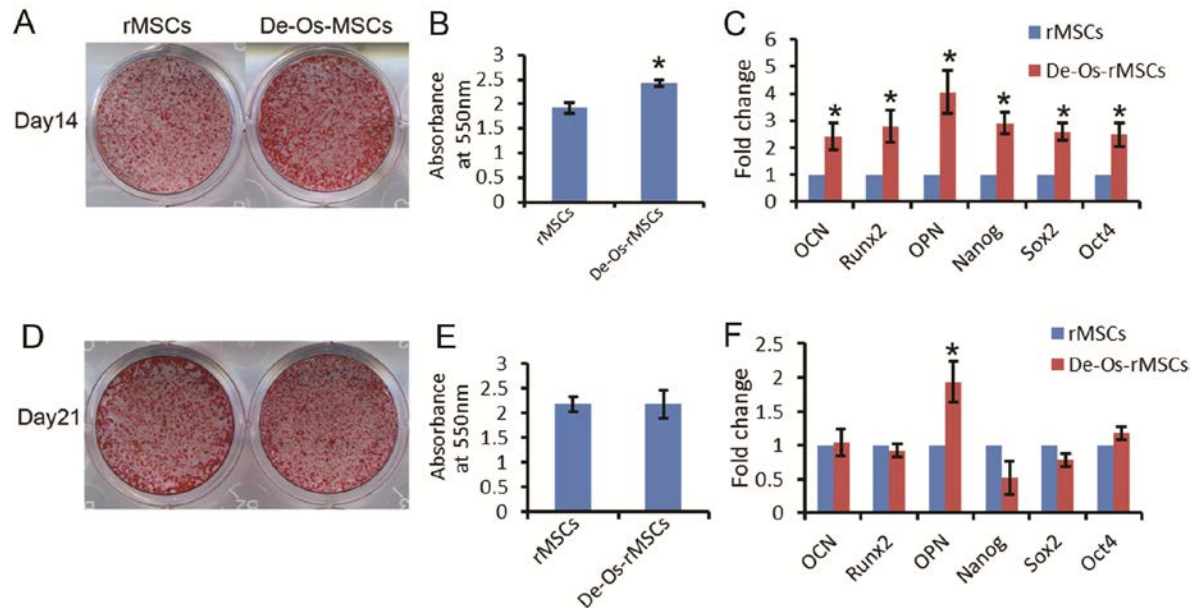 A
rMSCs
De-Os-MSCs
Day14
B
Absorbance
at 550nm
3
2.5
2
1.5
1
0.5
0
*
rMSCs
De-Os-rMSCs
C
Fold change
6
5
4
3
2
1
0
* * * * * *
rMSCs
De-Os-rMSCs
OCN
Runx2
OPN
Nanog
Sox2
Oct4
D
Day21
E
Absorbance
at 550nm
3
2.5
2
1.5
1
0.5
0
rMSCs
De-Os-rMSCs
F
Fold change
2.5
2
1.5
1
0.5
0
*
rMSCs
De-Os-rMSCs
OCN
Runx2
OPN
Nanog
Sox2
Oct4